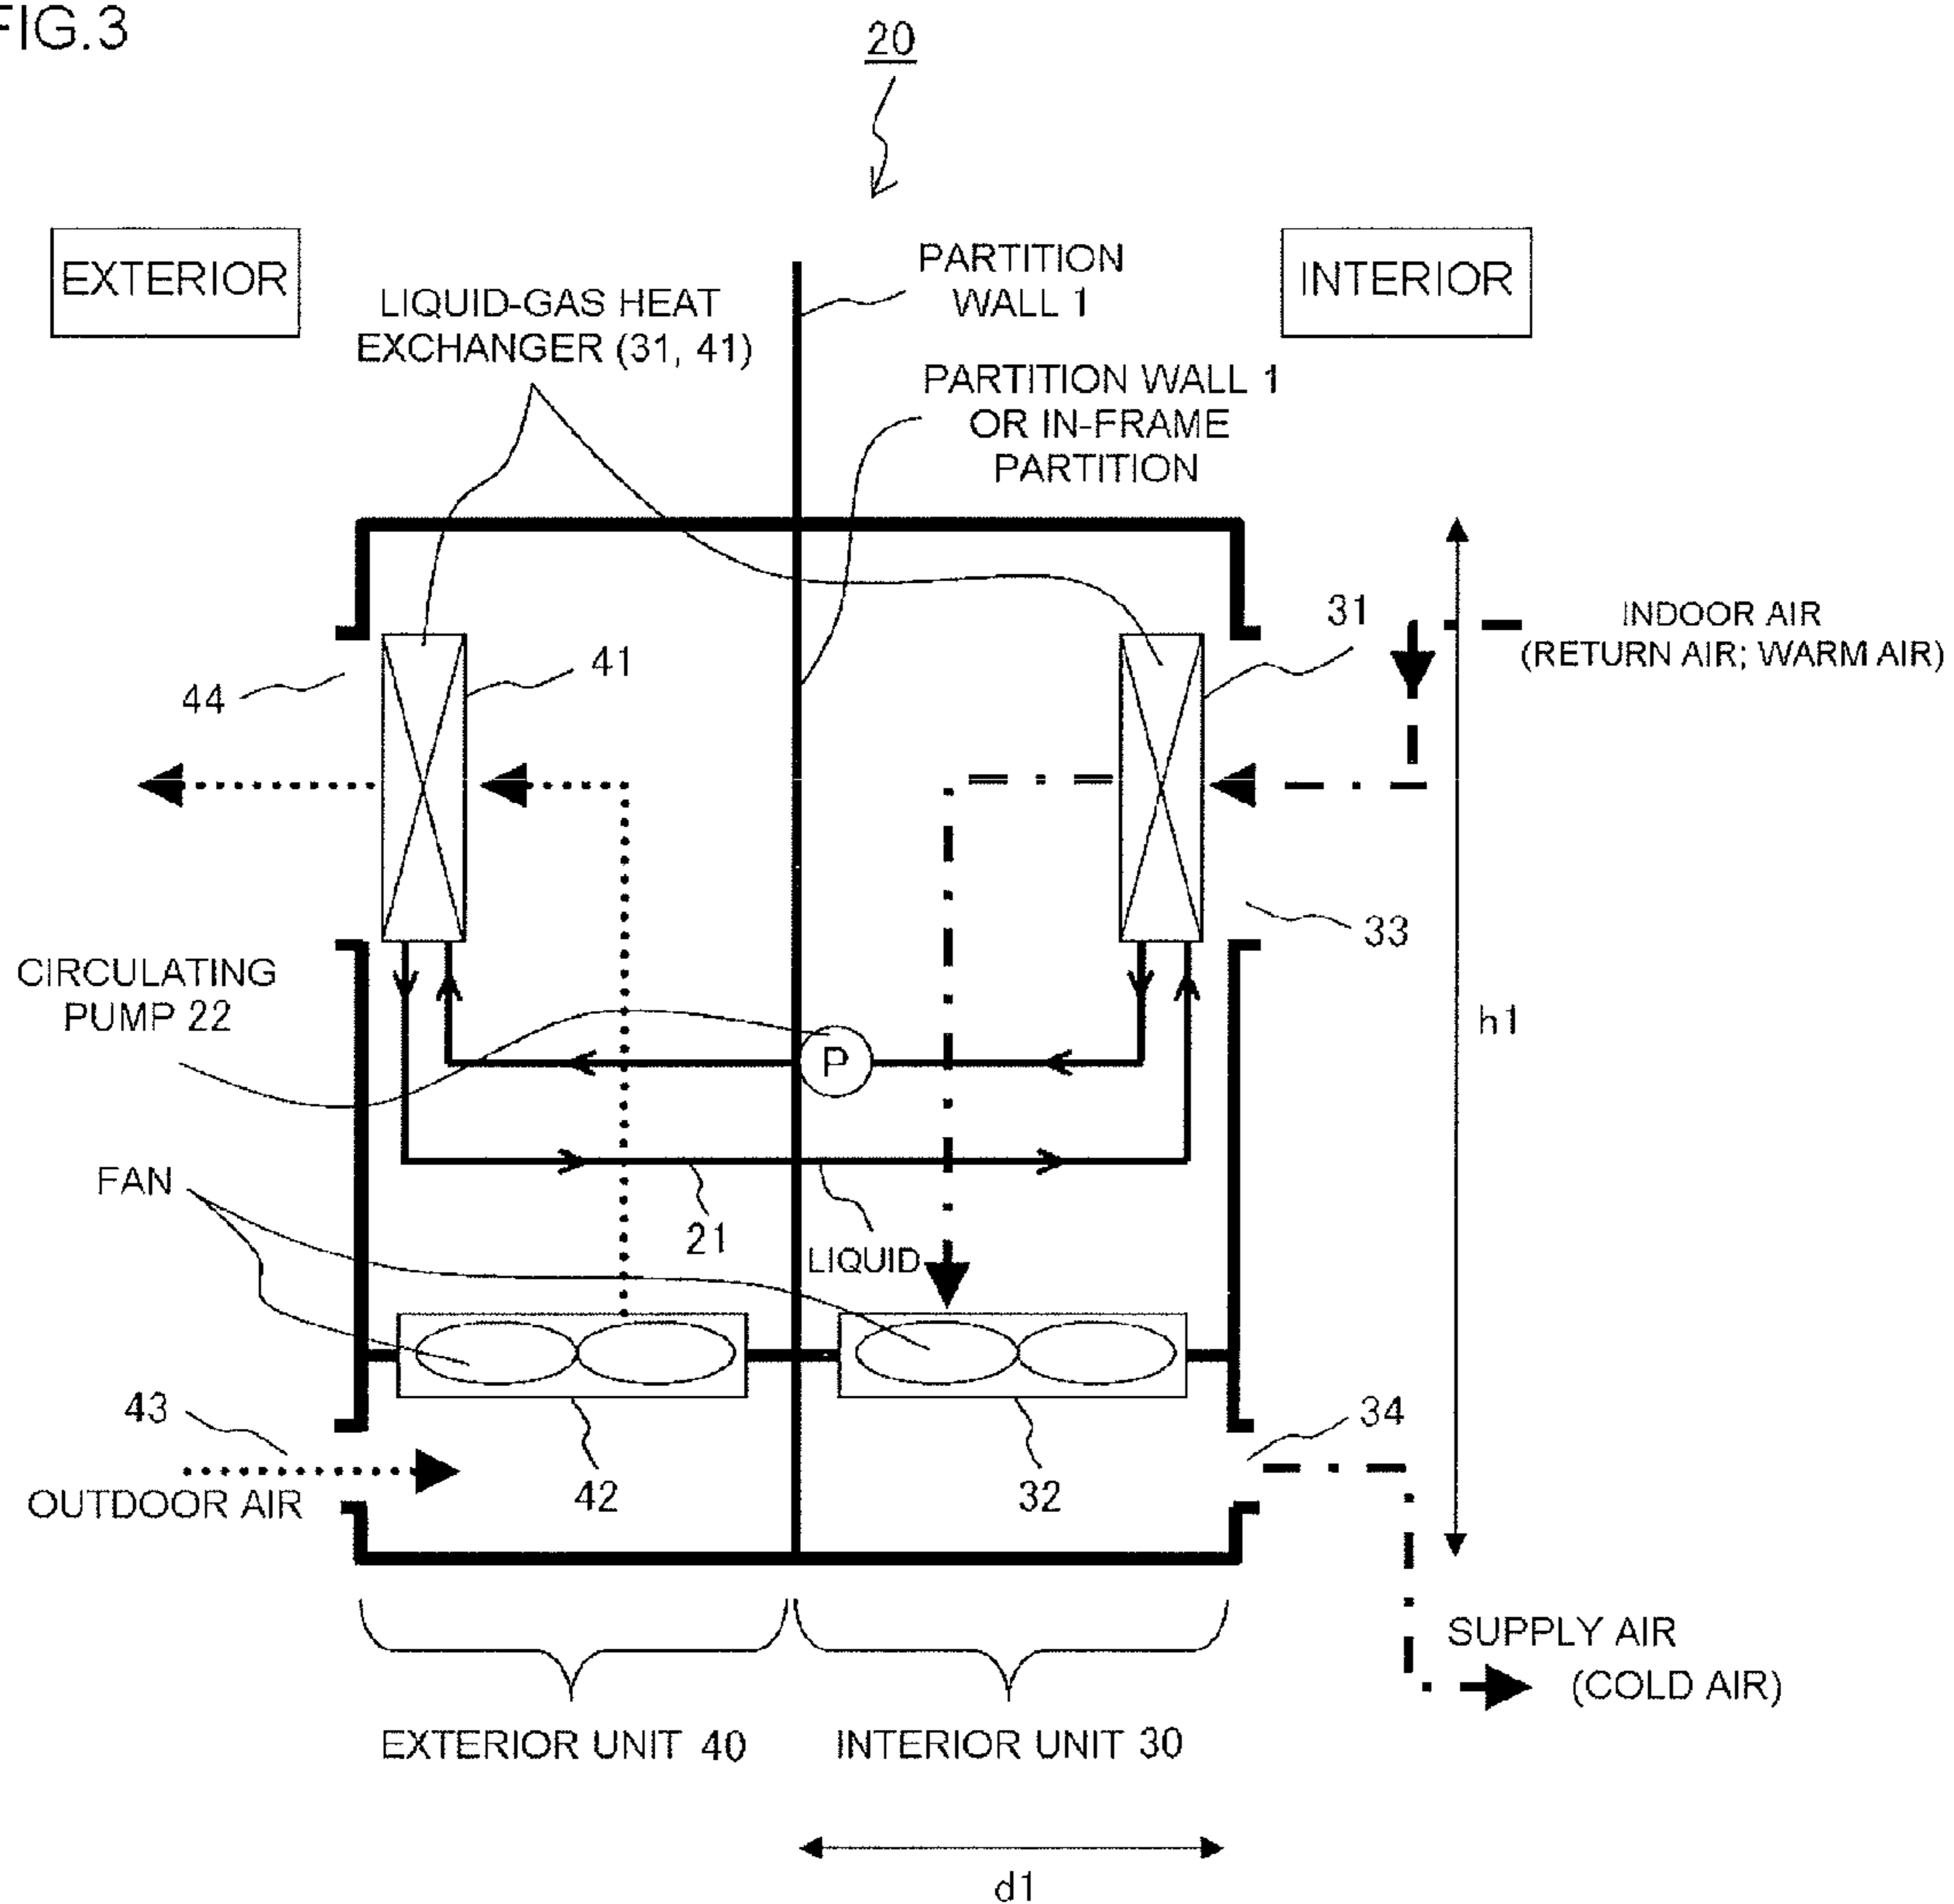 FIG.3
20
EXTERIOR
LIQUID-GAS HEAT
EXCHANGER (31, 41)
PARTITION
WALL 1
INTERIOR
PARTITION WALL 1
OR IN-FRAME
PARTITION
31
INDOOR AIR
(RETURN AIR; WARM AIR)
41
44
33
CIRCULATING
PUMP 22
h1
P
FAN
21
LIQUID
43
OUTDOOR AIR
42
32
34
SUPPLY AIR
(COLD AIR)
EXTERIOR UNIT 40
INTERIOR UNIT 30
d1